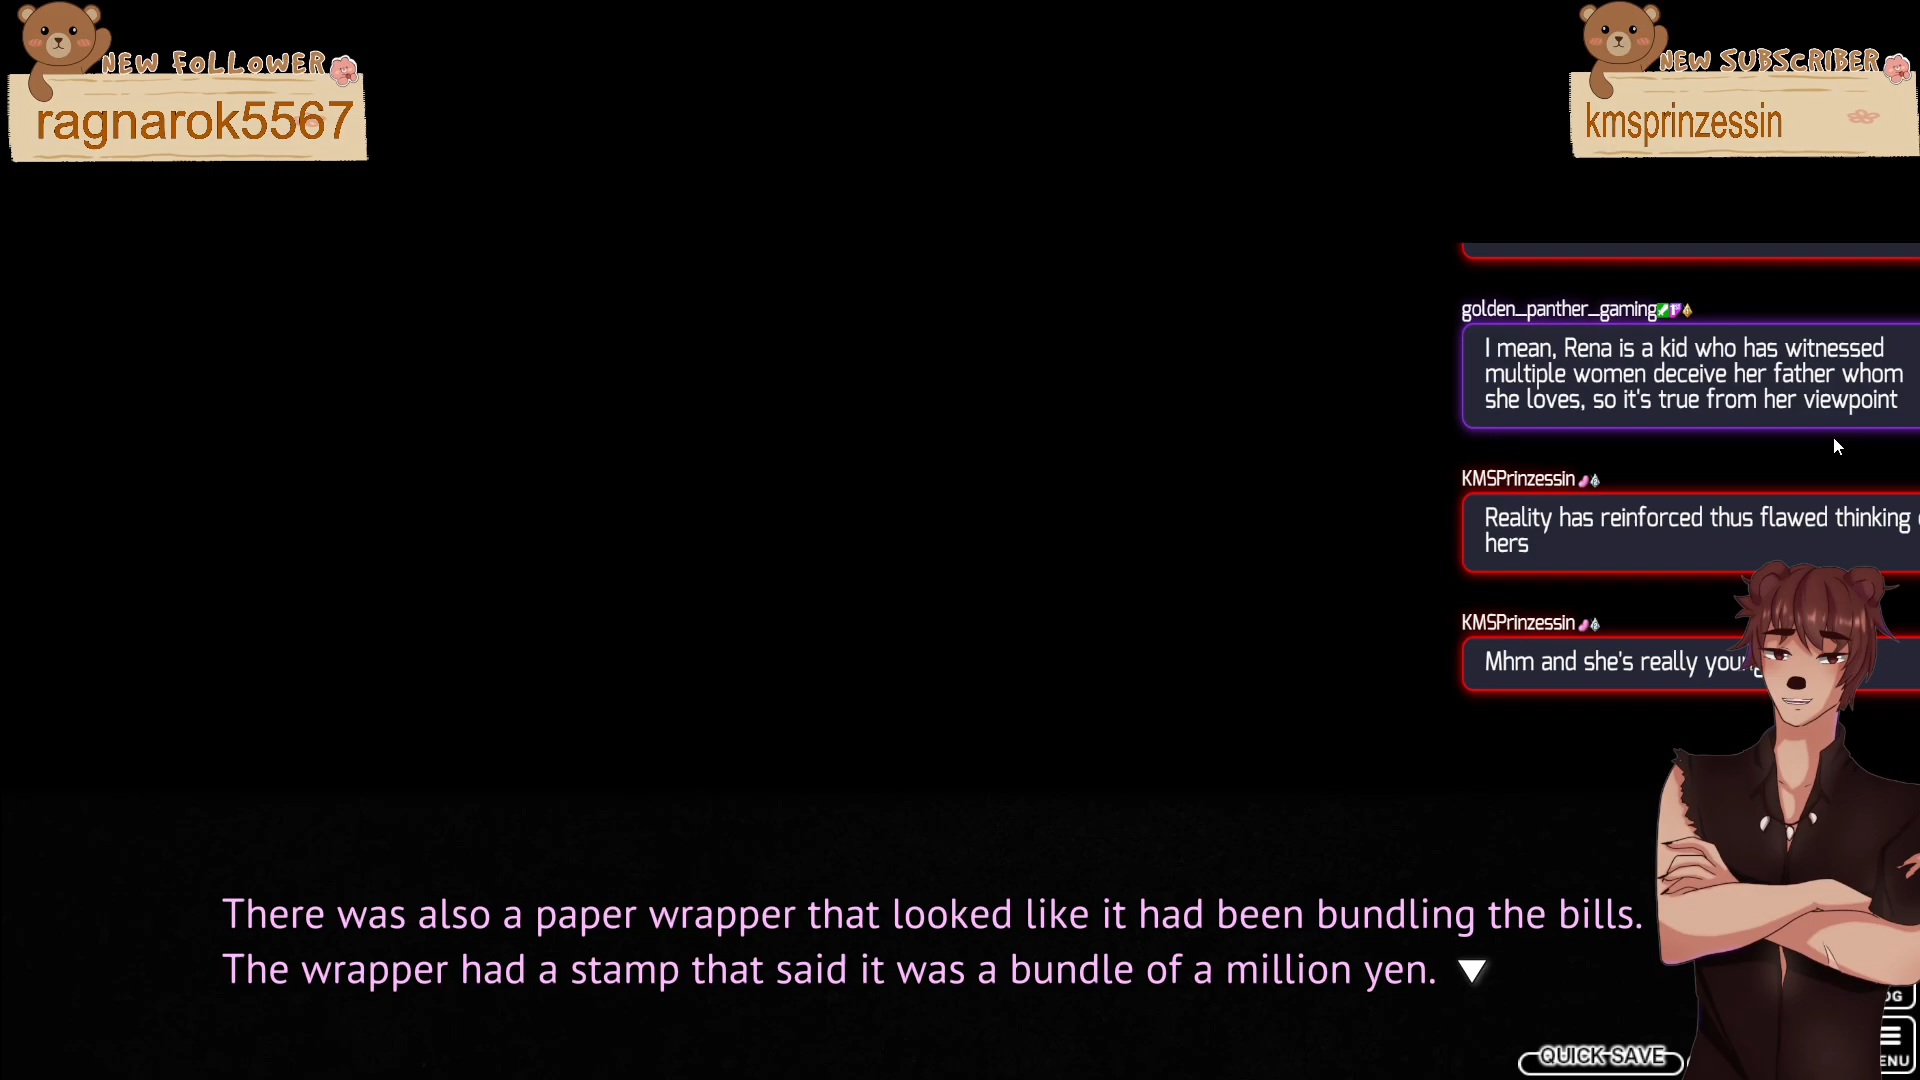 NEW FOLLOWER
ragnarok5567
NEW SUBSCRIBER
kmsprinzessin
golden_panther_gaming
I mean, Rena is a kid who has witnessed
multiple women deceive her father whom
she loves, so it's true from her viewpoint
KMSPrinzessin
Reality has reinforced thus flawed thinking
hers
KMSPrinzessin
Mhm and she's really
There was also a paper wrapper that looked like it had been bundling the bills.
The wrapper had a stamp that said it was a bundle of a million yen.
QUICK SAVE